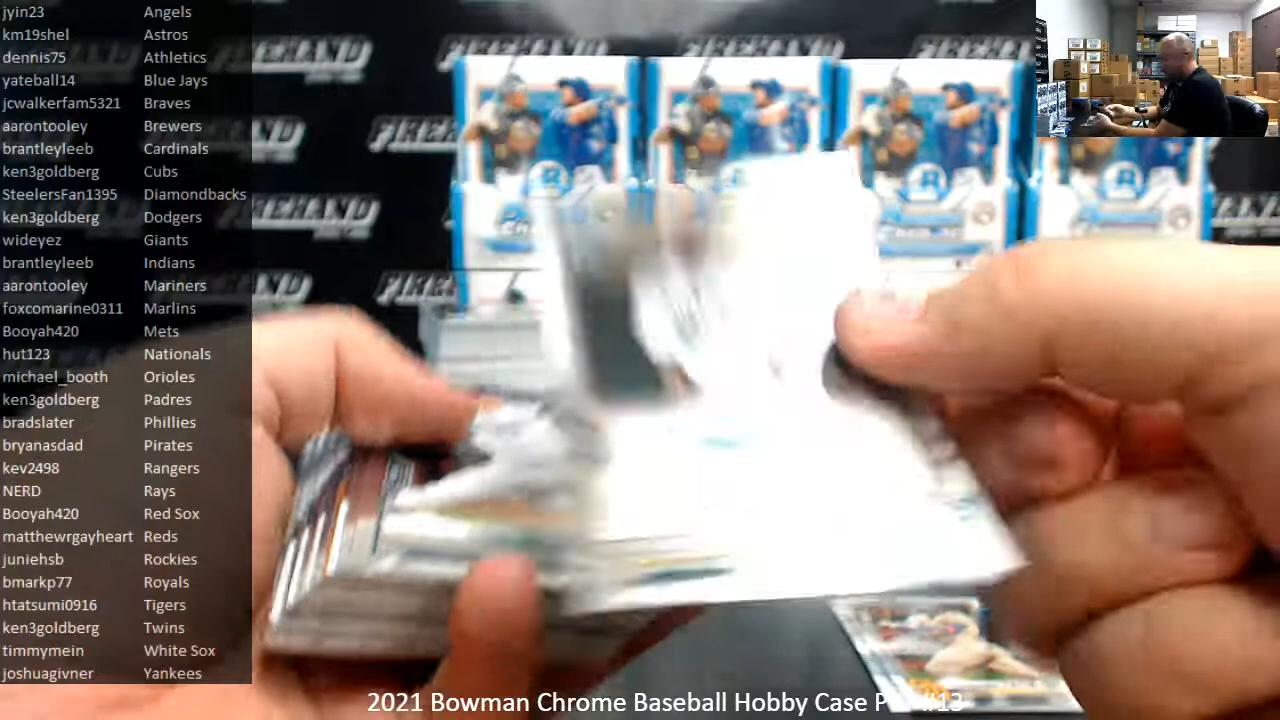 jyin23 Angels
km19shel Astros
dennis75 Athletics
yateball14 Blue Jays
jcwalkerfam5321 Braves
aarontooley Brewers
brantleyleeb Cardinals
ken3goldberg Cubs
SteelersFan1395 Diamondbacks
ken3goldberg Dodgers
wideyez Giants
brantleyleeb Indians
aarontooley Mariners
foxcomarine0311 Marlins
Booyah420 Mets
hut123 Nationals
michael_booth Orioles
ken3goldberg Padres
bradslater Phillies
bryanasdad Pirates
kev2498 Rangers
NERD Rays
Booyah420 Red Sox
matthewrgayheart Reds
juniehsb Rockies
bmarkp77 Royals
htatsumi0916 Tigers
ken3goldberg Twins
timmymein White Sox
joshuagivner Yankees
FIREHAND
FIREHAND
FIREHAND
2021 Bowman Chrome Baseball Hobby Case #13